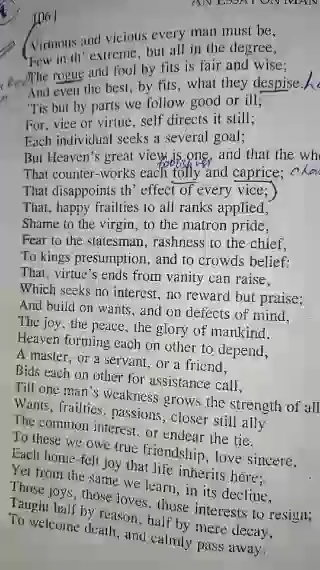 AN ESSAY ON MAN
[06]
Virtuous and vicious every man must be,
Few in th' extreme, but all in the degree,
The rogue and fool by fits is fair and wise;
And even the best, by fits, what they despise.
'Tis but by parts we follow good or ill;
For, vice or virtue, self directs it still;
Each individual seeks a several goal;
But Heaven's great view is one, and that the
foolishness
That counter-works each folly and caprice;
That disappoints th' effect of every vice;
That, happy frailties to all ranks applied,
Shame to the virgin, to the matron pride,
Fear to the statesman, rashness to the chief,
To kings presumption, and to crowds belief:
That, virtue's ends from vanity can raise,
Which seeks no interest, no reward but praise;
And build on wants, and on defects of mind,
The joy, the peace, the glory of mankind.
Heaven forming each on other to depend,
A master, or a servant, or a friend,
Bids each on other for assistance call,
Till one man's weakness grows the strength of all
Wants, frailties, passions, closer still ally
The common interest, or endear the tie.
To these we owe true friendship, love sincere,
Each home-felt joy that life inherits here;
Yet from the same we learn, in its decline,
Those joys, those loves, those interests to resign;
Taught half by reason, half by mere decay,
To welcome death, and calmly pass away.